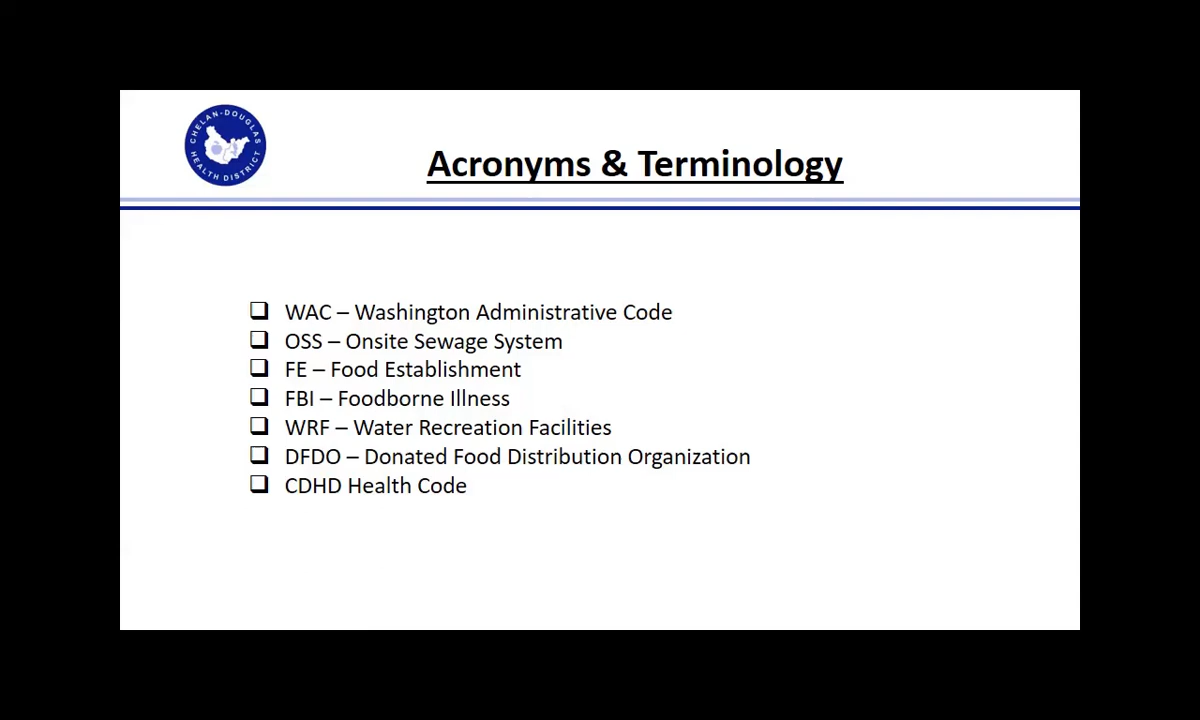 CHELAN-DOUGLAS
HEALTH DISTRICT
Acronyms & Terminology
WAC – Washington Administrative Code
OSS – Onsite Sewage System
FE – Food Establishment
FBI – Foodborne Illness
WRF – Water Recreation Facilities
DFDO – Donated Food Distribution Organization
CDHD Health Code